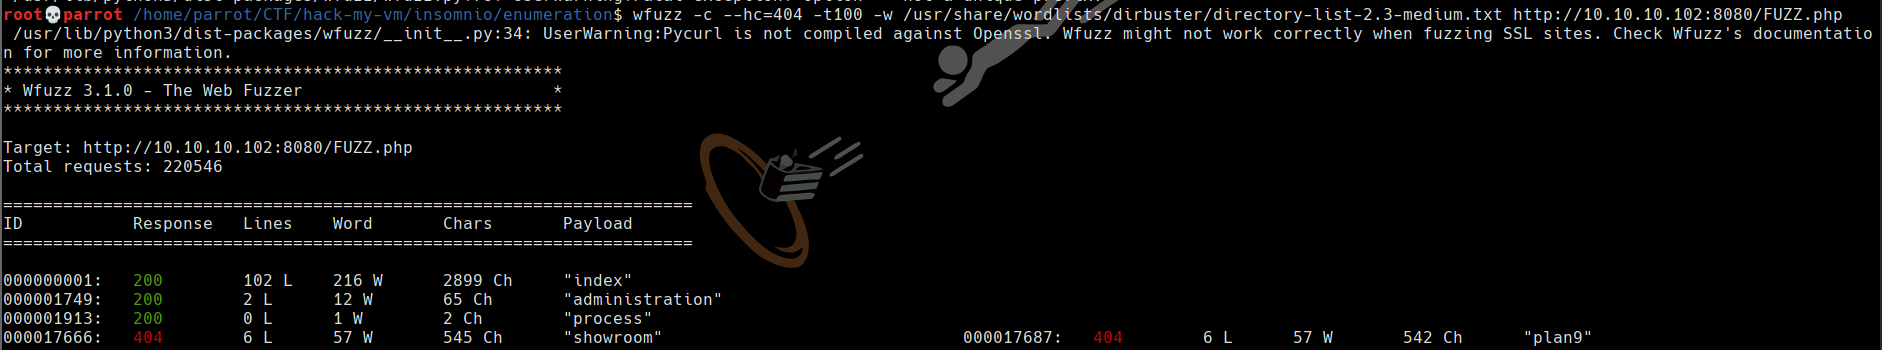 root💀parrot /home/parrot/CTF/hack-my-vm/insomnio/enumeration$ wfuzz -c --hc=404 -t100 -w /usr/share/wordlists/dirbuster/directory-list-2.3-medium.txt http://10.10.10.102:8080/FUZZ.php
/usr/lib/python3/dist-packages/wfuzz/__init__.py:34: UserWarning:Pycurl is not compiled against Openssl. Wfuzz might not work correctly when fuzzing SSL sites. Check Wfuzz's documentatio
n for more information.
********************************************************
* Wfuzz 3.1.0 - The Web Fuzzer                         *
********************************************************
Target: http://10.10.10.102:8080/FUZZ.php
Total requests: 220546
=====================================================================
ID           Response   Lines    Word       Chars       Payload
=====================================================================
000000001:   200        102 L    216 W      2899 Ch     "index"
000001749:   200        2 L      12 W       65 Ch       "administration"
000001913:   200        0 L      1 W        2 Ch        "process"
000017666:   404        6 L      57 W       545 Ch      "showroom"                              000017687:   404        6 L      57 W       542 Ch      "plan9"